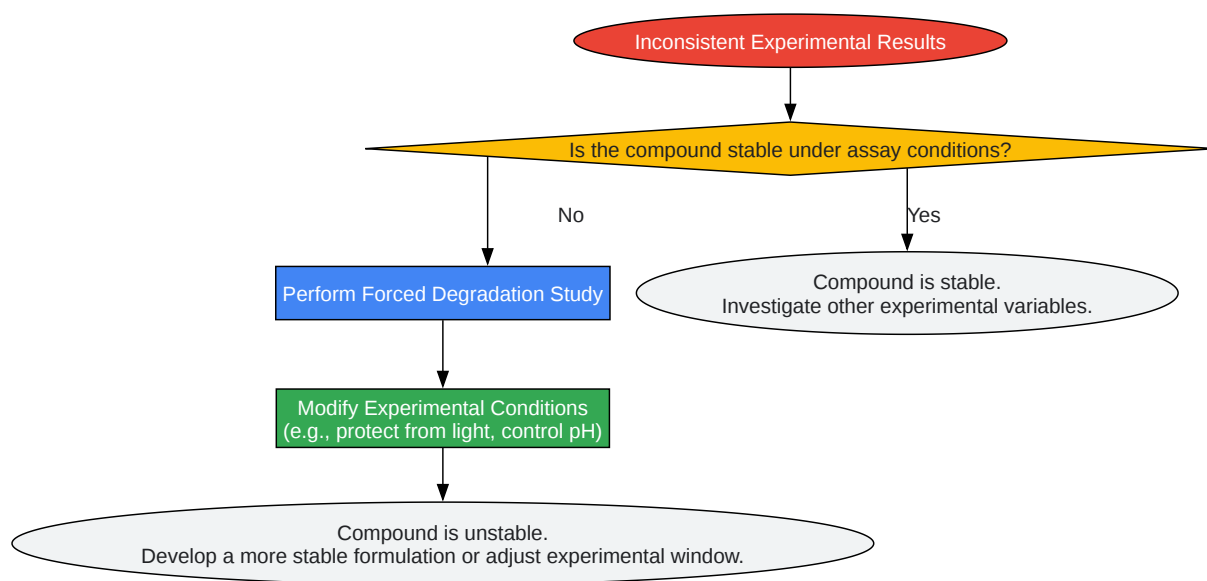 Inconsistent Experimental Results
Is the compound stable under assay conditions?
No
Yes
Perform Forced Degradation Study
Compound is stable.
Investigate other experimental variables.
Modify Experimental Conditions
(e.g., protect from light, control pH)
Compound is unstable.
Develop a more stable formulation or adjust experimental window.